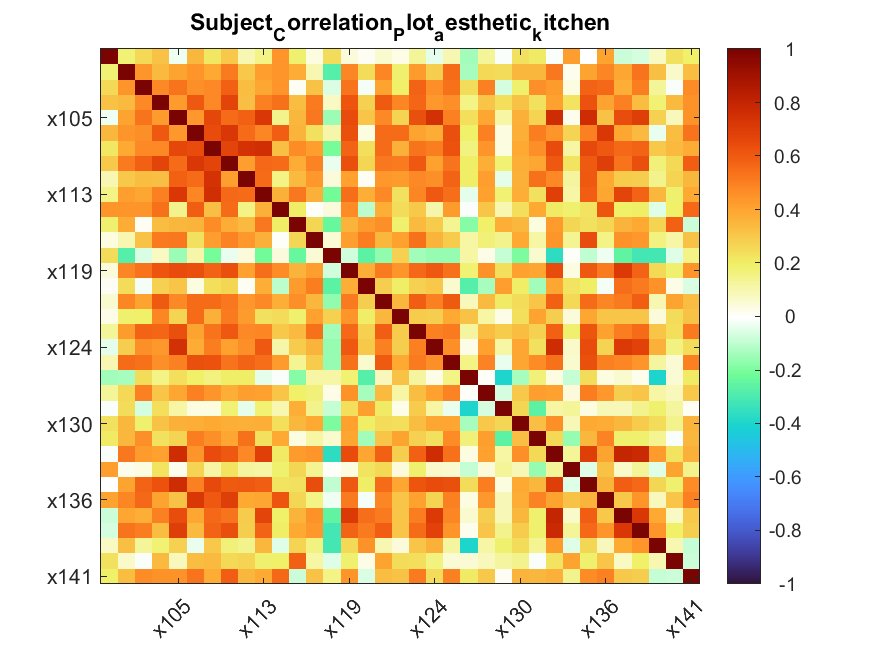 Subject_Correlation_Plot_aesthetic_kitchen
x105
x113
x119
x124
x130
x136
x141
x105 x113 x119 x124 x130 x136 x141
1
0.8
0.6
0.4
0.2
0
-0.2
-0.4
-0.6
-0.8
-1